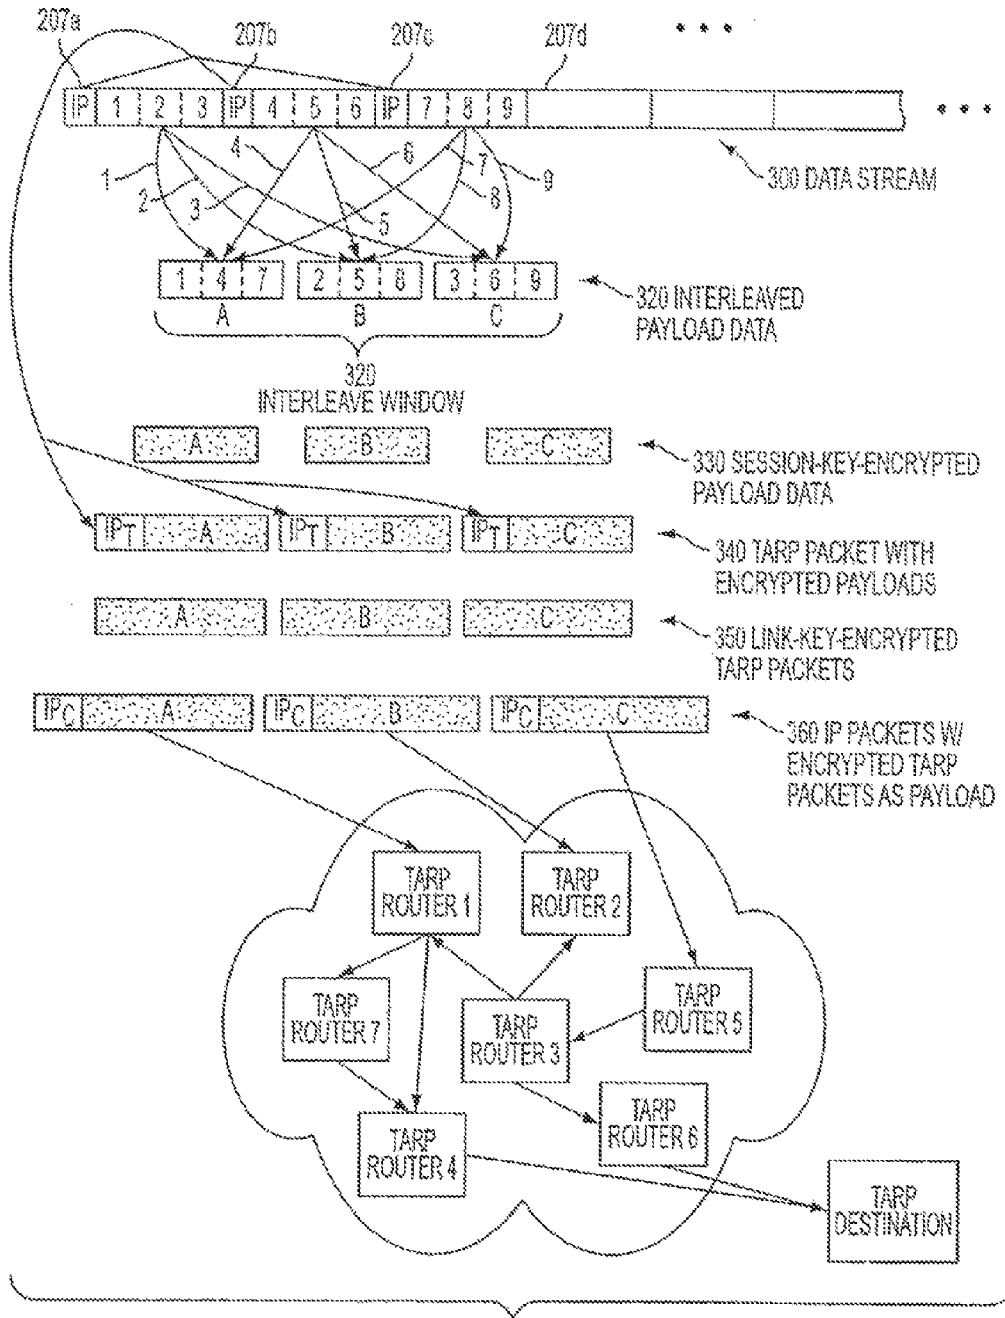 207a
207b
207c
207d
IP 1 2 3 IP 4 5 6 IP 7 8 9
300 DATA STREAM
1 2 3 4 5 6 7 8 9
1 4 7 2 5 8 3 6 9
A B C
320 INTERLEAVED
PAYLOAD DATA
320
INTERLEAVE WINDOW
A B C
330 SESSION-KEY-ENCRYPTED
PAYLOAD DATA
IPT A IPT B IPT C
340 TARP PACKET WITH
ENCRYPTED PAYLOADS
A B C
350 LINK-KEY-ENCRYPTED
TARP PACKETS
IPC A IPC B IPC C
360 IP PACKETS W/
ENCRYPTED TARP
PACKETS AS PAYLOAD
TARP
ROUTER 1
TARP
ROUTER 2
TARP
ROUTER 7
TARP
ROUTER 3
TARP
ROUTER 5
TARP
ROUTER 4
TARP
ROUTER 6
TARP
DESTINATION